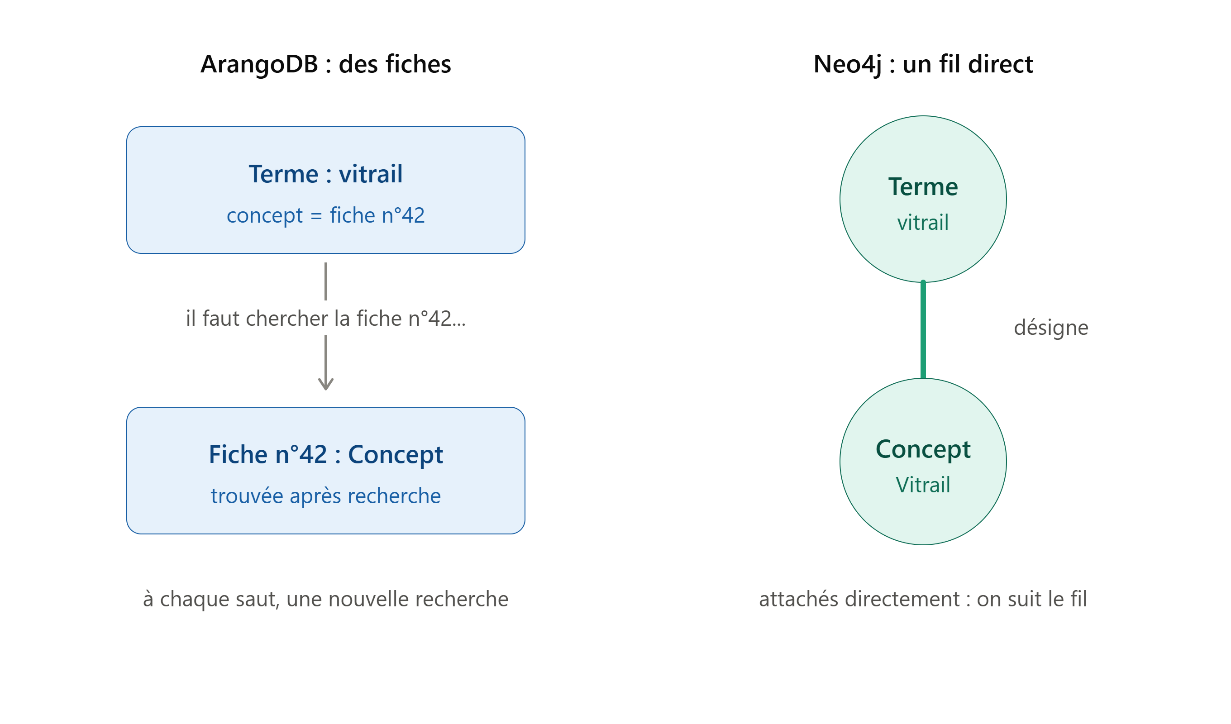 ArangoDB : des fiches
Terme : vitrail
concept = fiche n°42
il faut chercher la fiche n°42...
Fiche n°42 : Concept
trouvée après recherche
à chaque saut, une nouvelle recherche
Neo4j : un fil direct
Terme
vitrail
désigne
Concept
Vitrail
attachés directement : on suit le fil